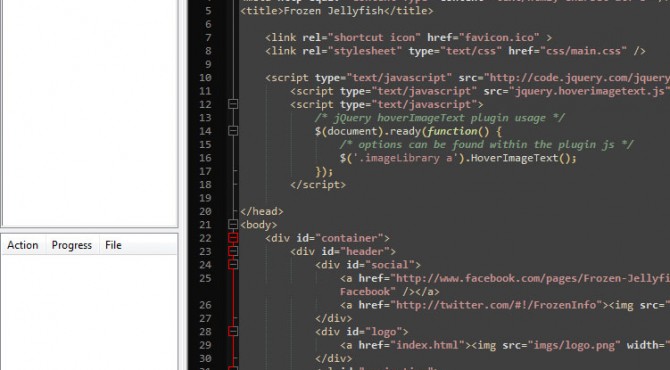 Action Progress File
5 <title>Frozen Jellyfish</title>
6
7 <link rel="shortcut icon" href="favicon.ico" >
8 <link rel="stylesheet" type="text/css" href="css/main.css" />
9
10 <script type="text/javascript" src="http://code.jquery.com/jquery
11 <script type="text/javascript" src="jquery.hoverimagetext.js"
12 <script type="text/javascript">
13 /* jQuery hoverImageText plugin usage */
14 $(document).ready(function() {
15 /* options can be found within the plugin js */
16 $('.imageLibrary a').HoverImageText();
17 });
18 </script>
19
20 </head>
21 <body>
22 <div id="container">
23 <div id="header">
24 <div id="social">
25 <a href="http://www.facebook.com/pages/Frozen-Jellyfi
Facebook" /></a>
26 <a href="http://twitter.com/#!/FrozenInfo"><img src="
27 </div>
28 <div id="logo">
29 <a href="index.html"><img src="imgs/logo.png" width="
30 </div>